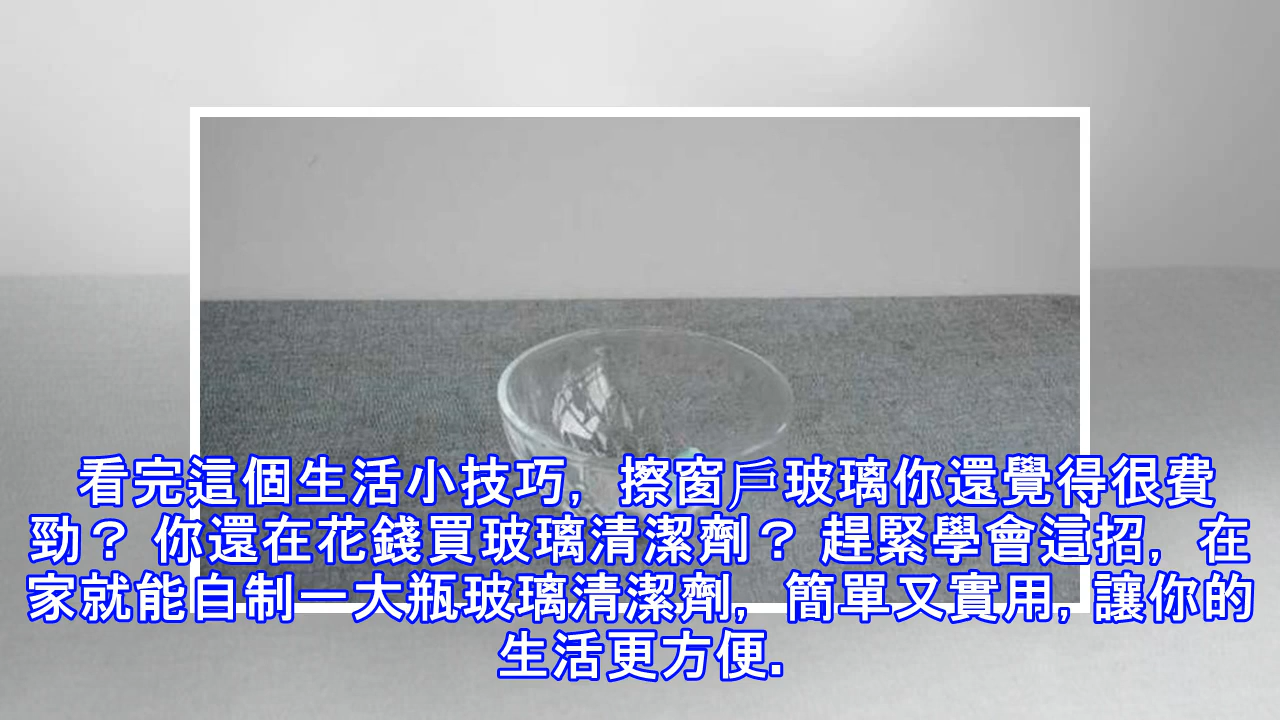 看完這個生活小技巧, 擦窗戶玻璃你還覺得很費
勁？ 你還在花錢買玻璃清潔劑？ 趕緊學會這招, 在
家就能自制一大瓶玻璃清潔劑, 簡單又實用, 讓你的
生活更方便.